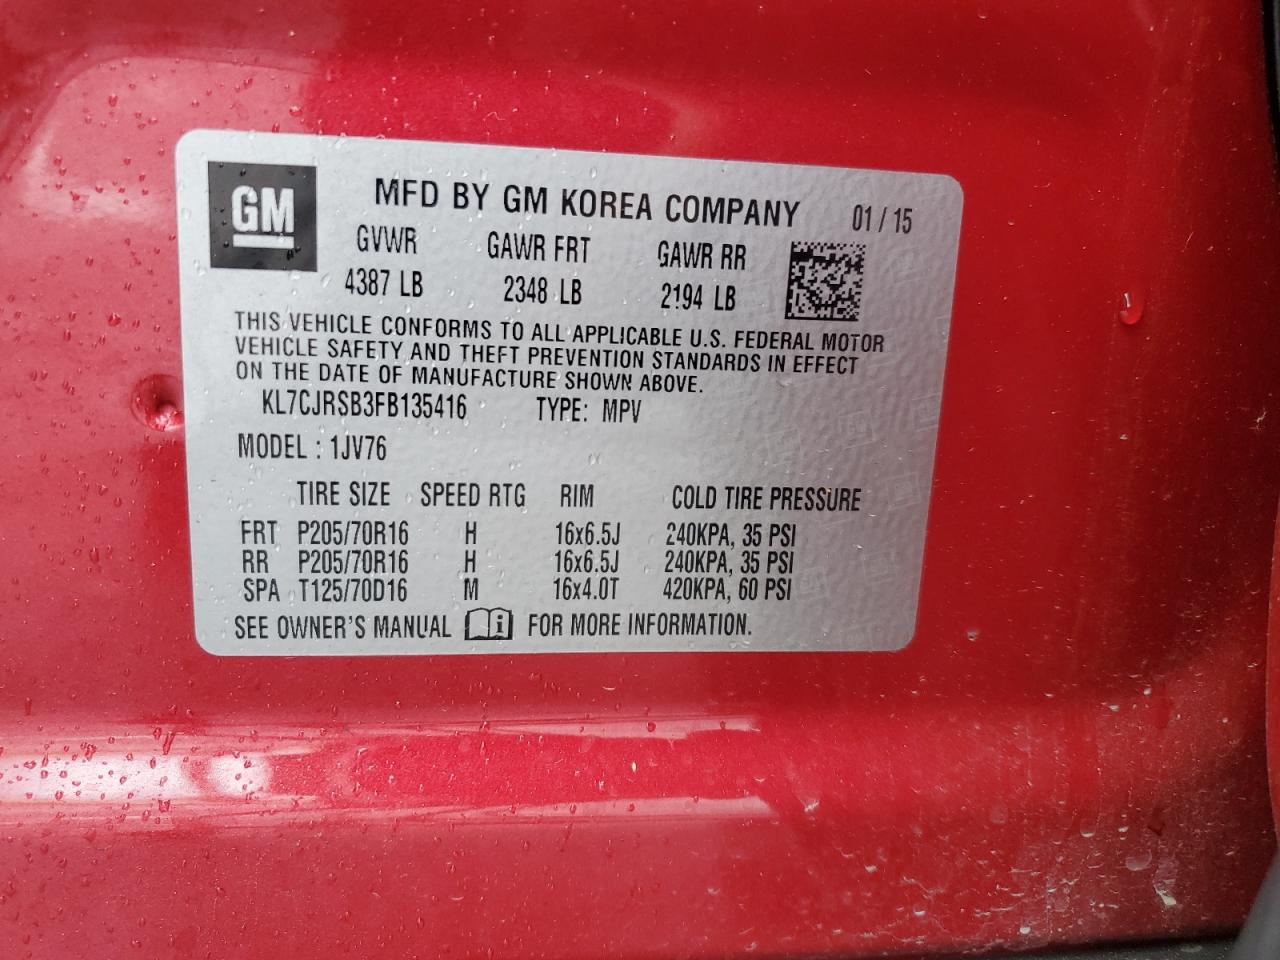 GM
MFD BY GM KOREA COMPANY 01 / 15
GVWR GAWR FRT GAWR RR
4387 LB 2348 LB 2194 LB
THIS VEHICLE CONFORMS TO ALL APPLICABLE U.S. FEDERAL MOTOR
VEHICLE SAFETY AND THEFT PREVENTION STANDARDS IN EFFECT
ON THE DATE OF MANUFACTURE SHOWN ABOVE.
KL7CJRSB3FB135416 TYPE: MPV
MODEL : 1JV76
TIRE SIZE SPEED RTG RIM COLD TIRE PRESSURE
FRT P205/70R16 H 16x6.5J 240KPA, 35 PSI
RR P205/70R16 H 16x6.5J 240KPA, 35 PSI
SPA T125/70D16 M 16x4.0T 420KPA, 60 PSI
SEE OWNER'S MANUAL i FOR MORE INFORMATION.